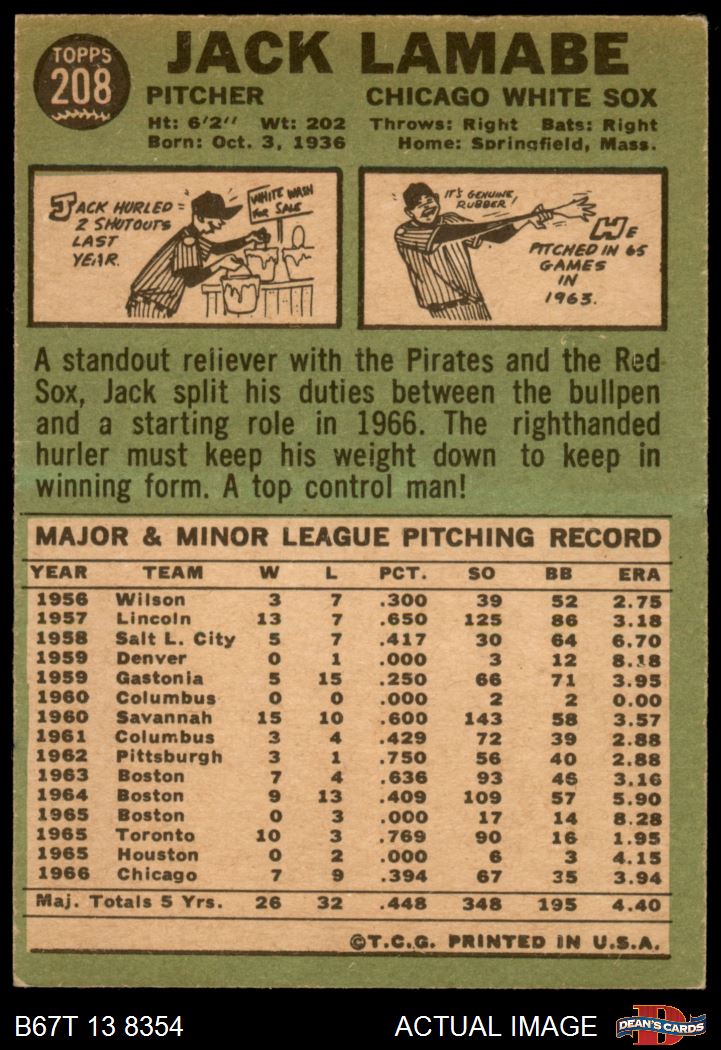 TOPPS
208
JACK LAMABE
PITCHER CHICAGO WHITE SOX
Ht: 6'2" Wt: 202 Throws: Right Bats: Right
Born: Oct. 3, 1936 Home: Springfield, Mass.
JACK HURLED
2 SHUTOUTS
LAST
YEAR.
WHITE WASH
FOR SALE
IT'S GENUINE
RUBBER!
HE
PITCHED IN 65
GAMES
IN
1963.
A standout reliever with the Pirates and the Red
Sox, Jack split his duties between the bullpen
and a starting role in 1966. The righthanded
hurler must keep his weight down to keep in
winning form. A top control man!
MAJOR & MINOR LEAGUE PITCHING RECORD
YEAR TEAM W L PCT. SO BB ERA
1956 Wilson 3 7 .300 39 52 2.75
1957 Lincoln 13 7 .650 125 86 3.18
1958 Salt L. City 5 7 .417 30 64 6.70
1959 Denver 0 1 .000 3 12 8.18
1959 Gastonia 5 15 .250 66 71 3.95
1960 Columbus 0 0 .000 2 2 0.00
1960 Savannah 15 10 .600 143 58 3.57
1961 Columbus 3 4 .429 72 39 2.88
1962 Pittsburgh 3 1 .750 56 40 2.88
1963 Boston 7 4 .636 93 46 3.16
1964 Boston 9 13 .409 109 57 5.90
1965 Boston 0 3 .000 17 14 8.28
1965 Toronto 10 3 .769 90 16 1.95
1965 Houston 0 2 .000 6 3 4.15
1966 Chicago 7 9 .394 67 35 3.94
Maj. Totals 5 Yrs. 26 32 .448 348 195 4.40
©T.C.G. PRINTED IN U.S.A.
B67T 13 8354 ACTUAL IMAGE
D
DEAN'S CARDS